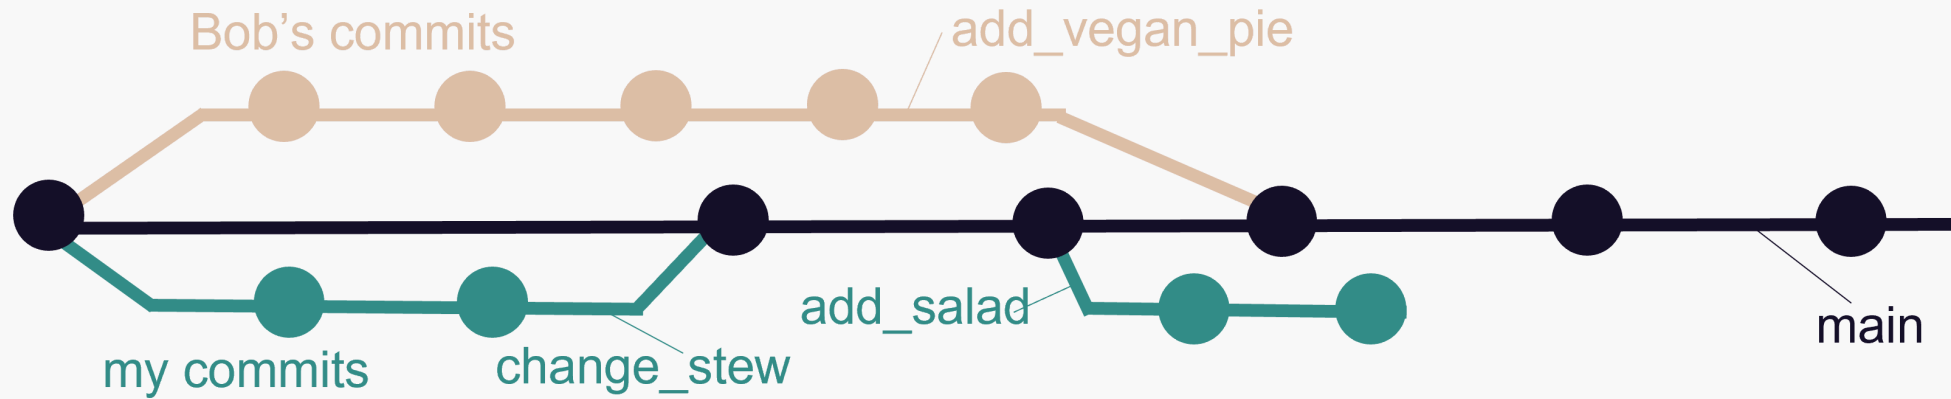 Bob’s commits
add_vegan_pie
add_salad
main
my commits
change_stew